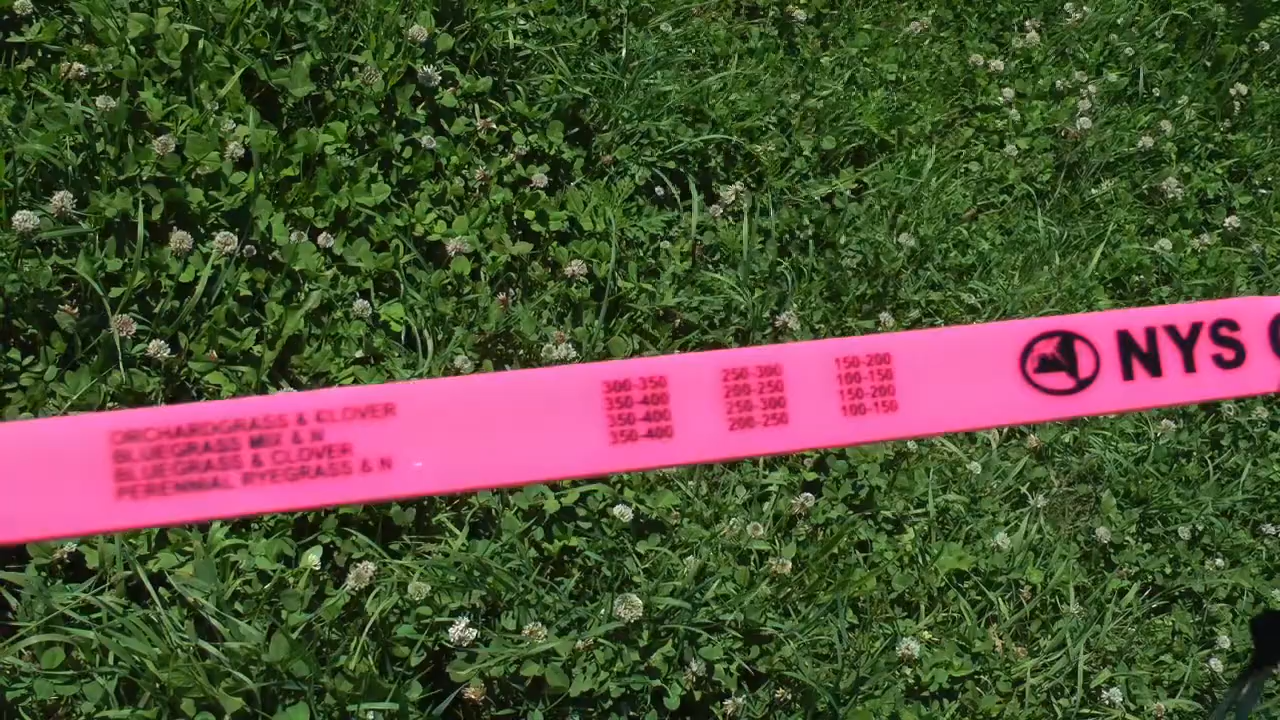 ORCHARDGRASS & CLOVER 300-350 250-300 150-200
BLUEGRASS MIX & N 350-400 200-250 100-150
BLUEGRASS & CLOVER 350-400 250-300 150-200
PERENNIAL RYEGRASS & N 350-400 200-250 100-150
NYS